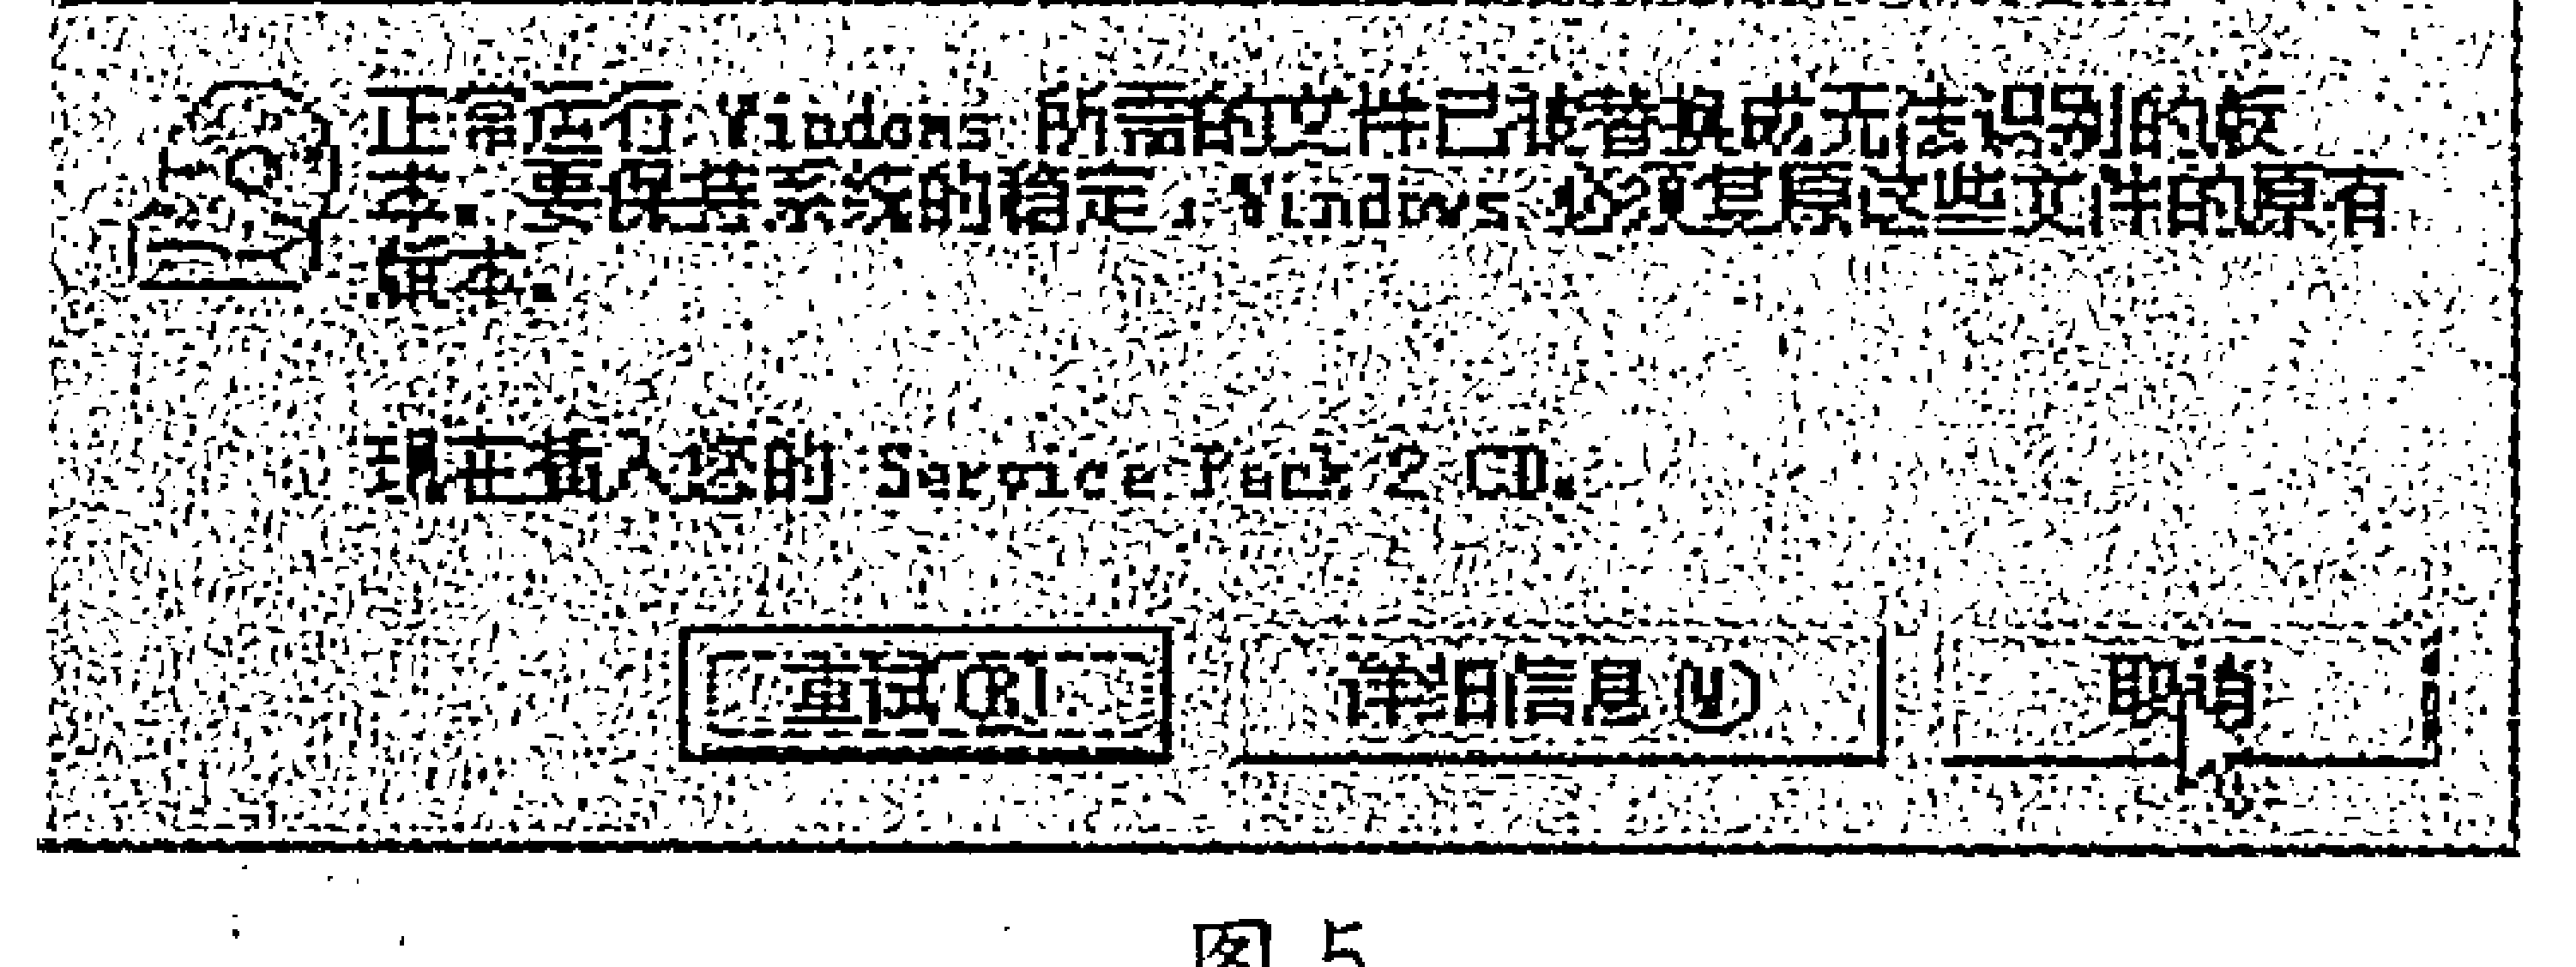 正常运行 Windows 所需的文件已被替换成无法识别的版
本。要保持系统的稳定，Windows 必须复原这些文件的原有
版本。
现在插入您的 Service Pack 2 CD。
重试(R) 详细信息(M) 取消
图 5